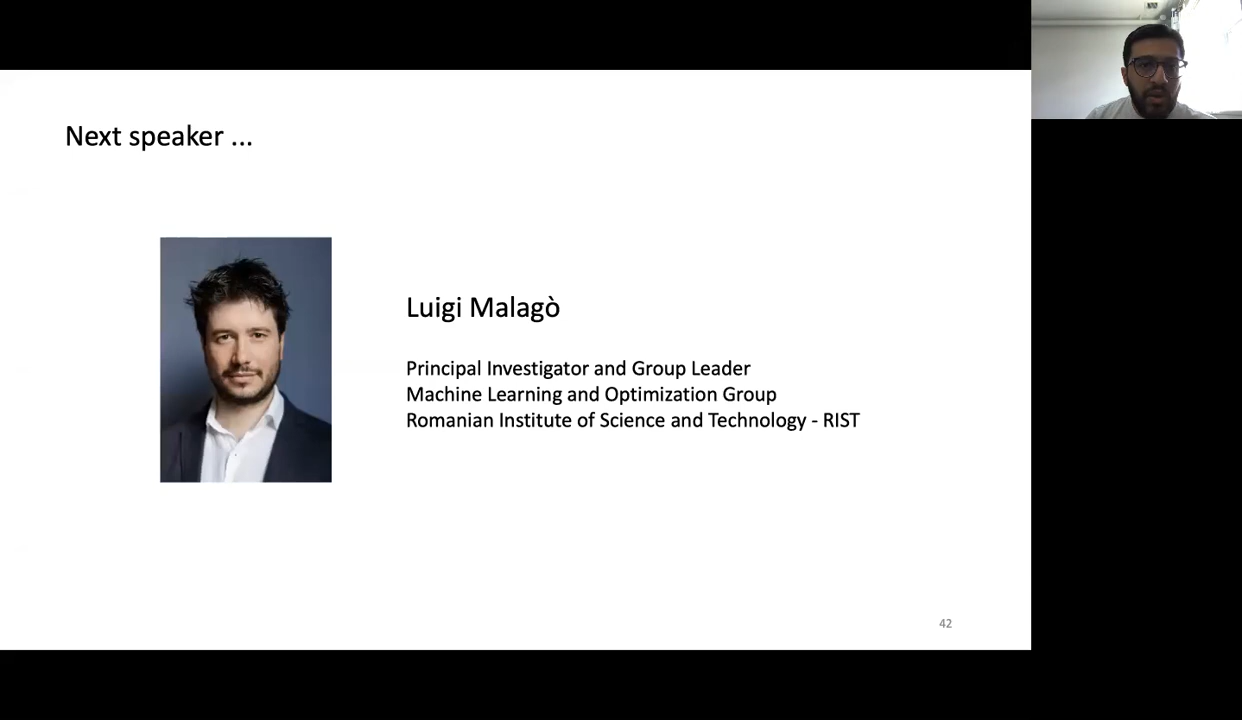 Next speaker ...
Luigi Malagò
Principal Investigator and Group Leader
Machine Learning and Optimization Group
Romanian Institute of Science and Technology - RIST
42